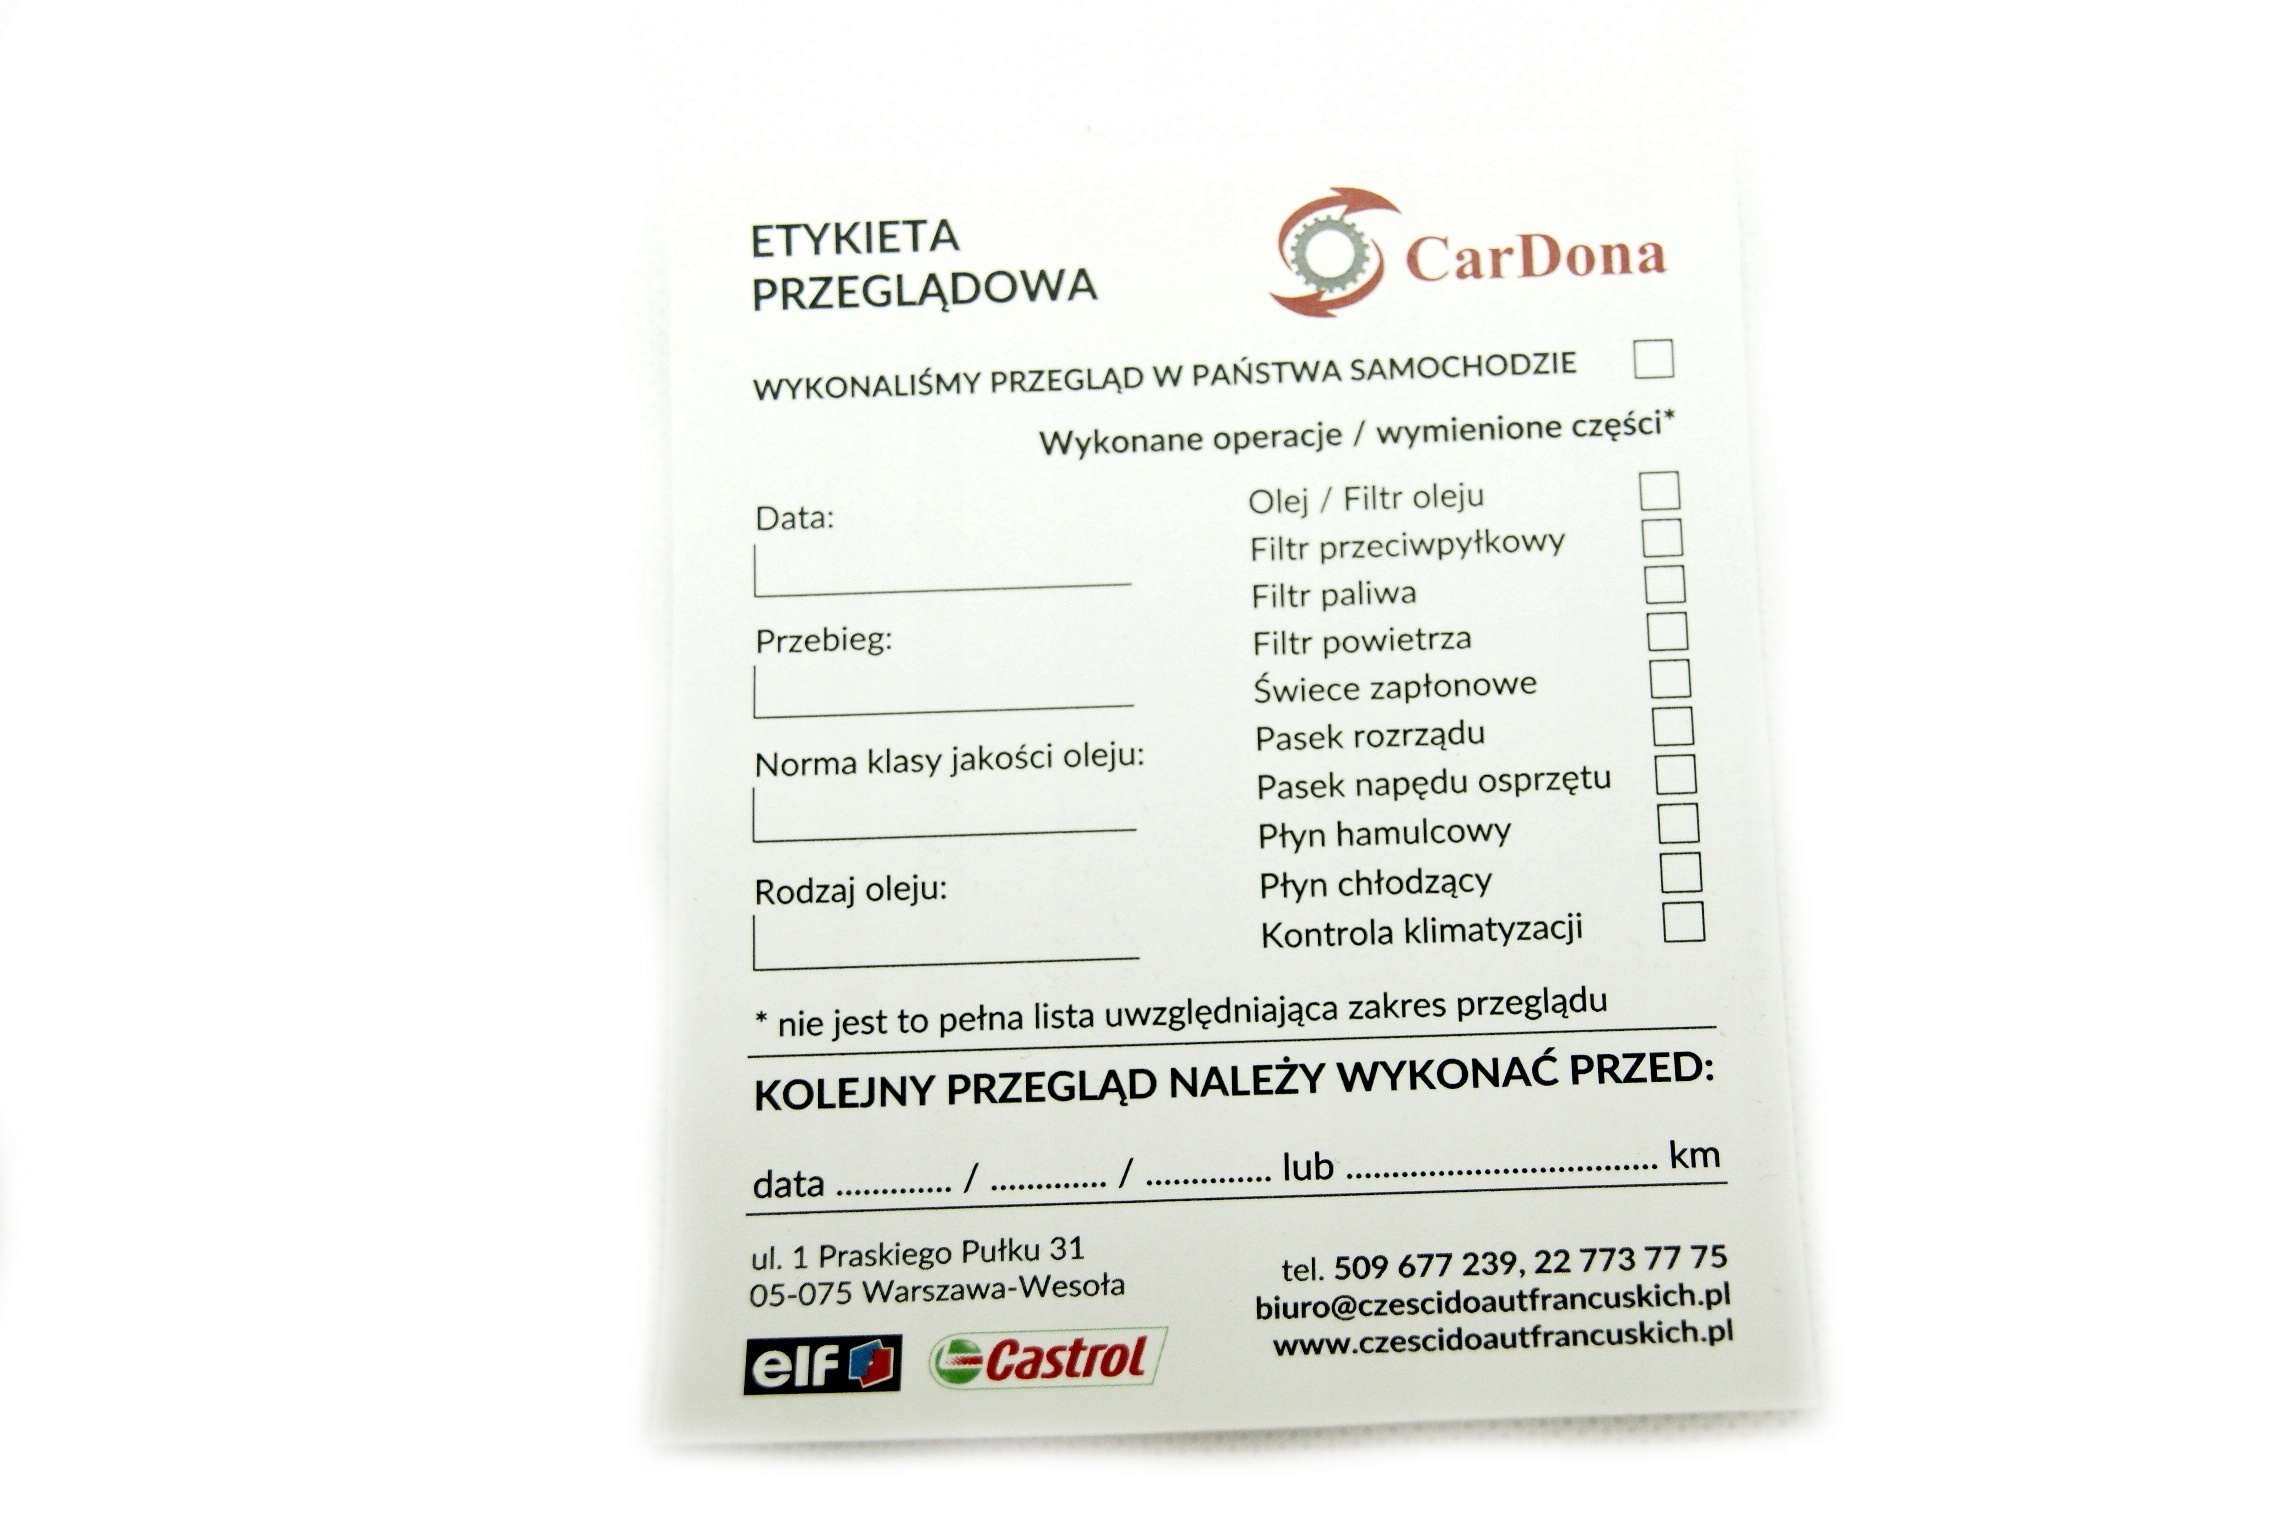 ETYKIETA
PRZEGLĄDOWA
CarDona
WYKONALIŚMY PRZEGLĄD W PAŃSTWA SAMOCHODZIE
Wykonane operacje / wymienione części*
Data:
Przebieg:
Norma klasy jakości oleju:
Rodzaj oleju:
Olej / Filtr oleju
Filtr przeciwpyłkowy
Filtr paliwa
Filtr powietrza
Świece zapłonowe
Pasek rozrządu
Pasek napędu osprzętu
Płyn hamulcowy
Płyn chłodzący
Kontrola klimatyzacji
* nie jest to pełna lista uwzględniająca zakres przeglądu
KOLEJNY PRZEGLĄD NALEŻY WYKONAĆ PRZED:
data ............. / ............. / .............. lub ................................... km
ul. 1 Praskiego Pułku 31
05-075 Warszawa-Wesoła
tel. 509 677 239, 22 773 77 75
biuro@czescidoautfrancuskich.pl
www.czescidoautfrancuskich.pl
elf
Castrol